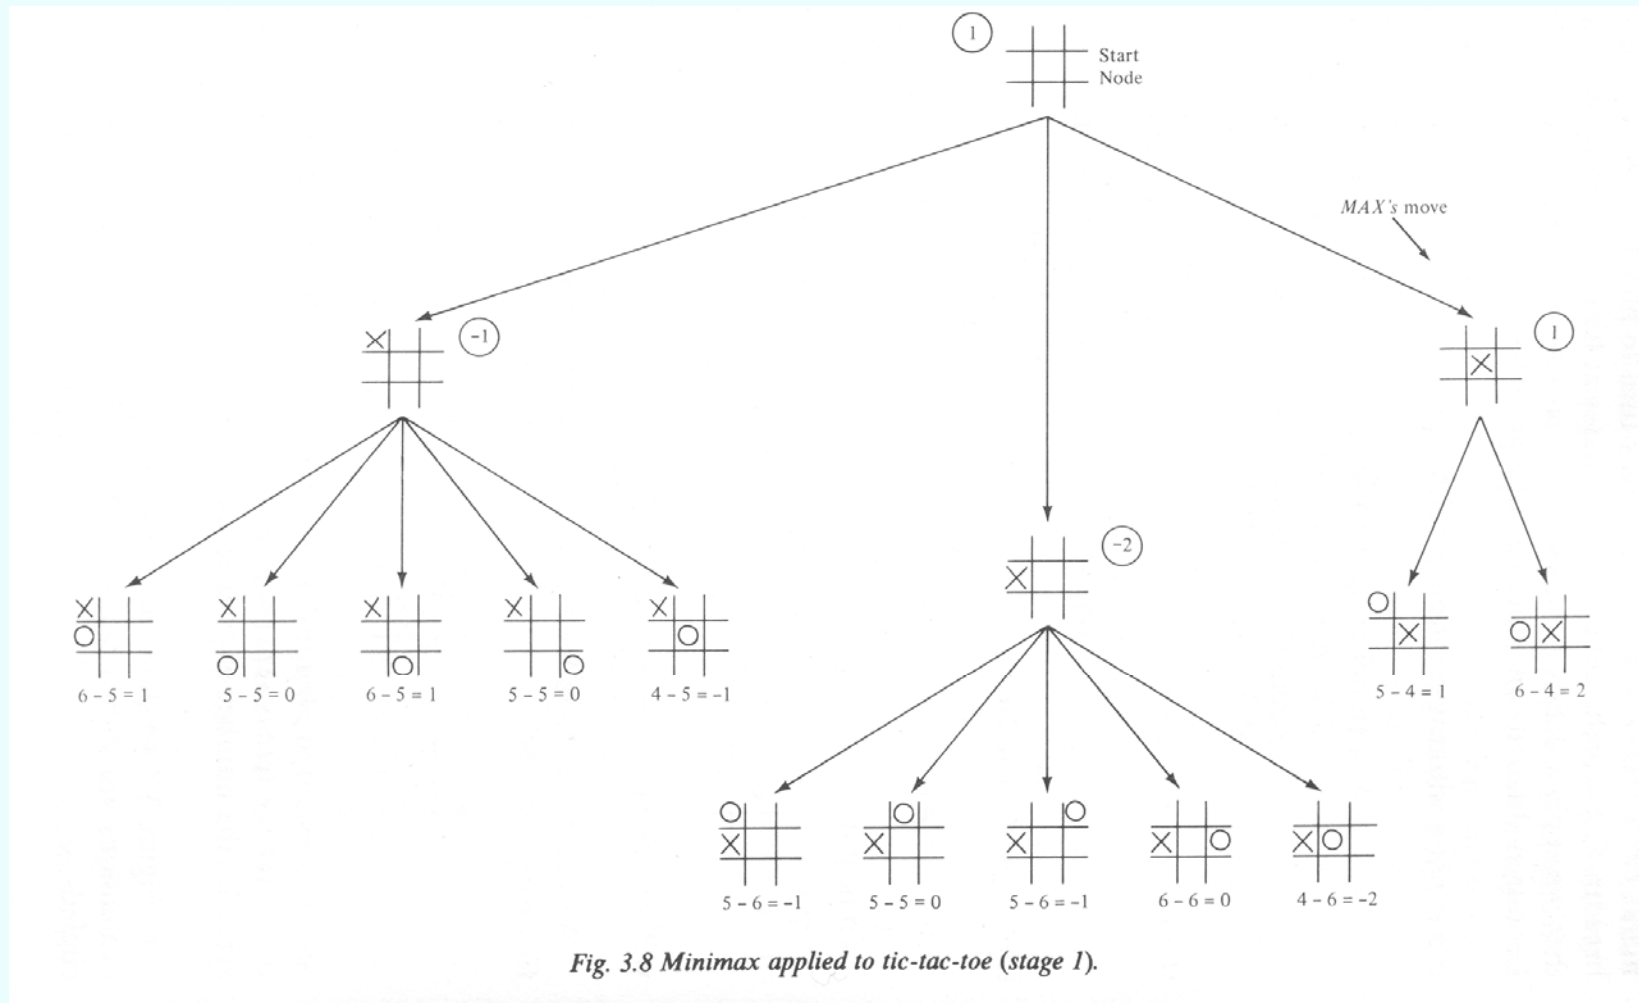 1
Start
Node
MAX's move
-1
1
-2
6 - 5 = 1
5 - 5 = 0
6 - 5 = 1
5 - 5 = 0
4 - 5 = -1
5 - 4 = 1
6 - 4 = 2
5 - 6 = -1
5 - 5 = 0
5 - 6 = -1
6 - 6 = 0
4 - 6 = -2
Fig. 3.8 Minimax applied to tic-tac-toe (stage 1).